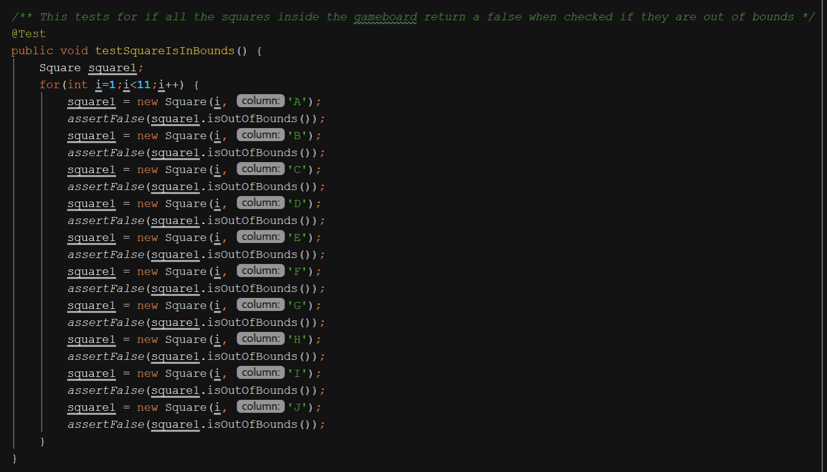 /** This tests for if all the squares inside the gameboard return a false when checked if they are out of bounds */
@Test
public void testSquareIsInBounds() {
Square square1;
for(int i=1;i<11;i++) {
square1 = new Square(i, column: 'A');
assertFalse(square1.isOutOfBounds());
square1 = new Square(i, column: 'B');
assertFalse(square1.isOutOfBounds());
square1 = new Square(i, column: 'C');
assertFalse(square1.isOutOfBounds());
square1 = new Square(i, column: 'D');
assertFalse(square1.isOutOfBounds());
square1 = new Square(i, column: 'E');
assertFalse(square1.isOutOfBounds());
square1 = new Square(i, column: 'F');
assertFalse(square1.isOutOfBounds());
square1 = new Square(i, column: 'G');
assertFalse(square1.isOutOfBounds());
square1 = new Square(i, column: 'H');
assertFalse(square1.isOutOfBounds());
square1 = new Square(i, column: 'I');
assertFalse(square1.isOutOfBounds());
square1 = new Square(i, column: 'J');
assertFalse(square1.isOutOfBounds());
}
}